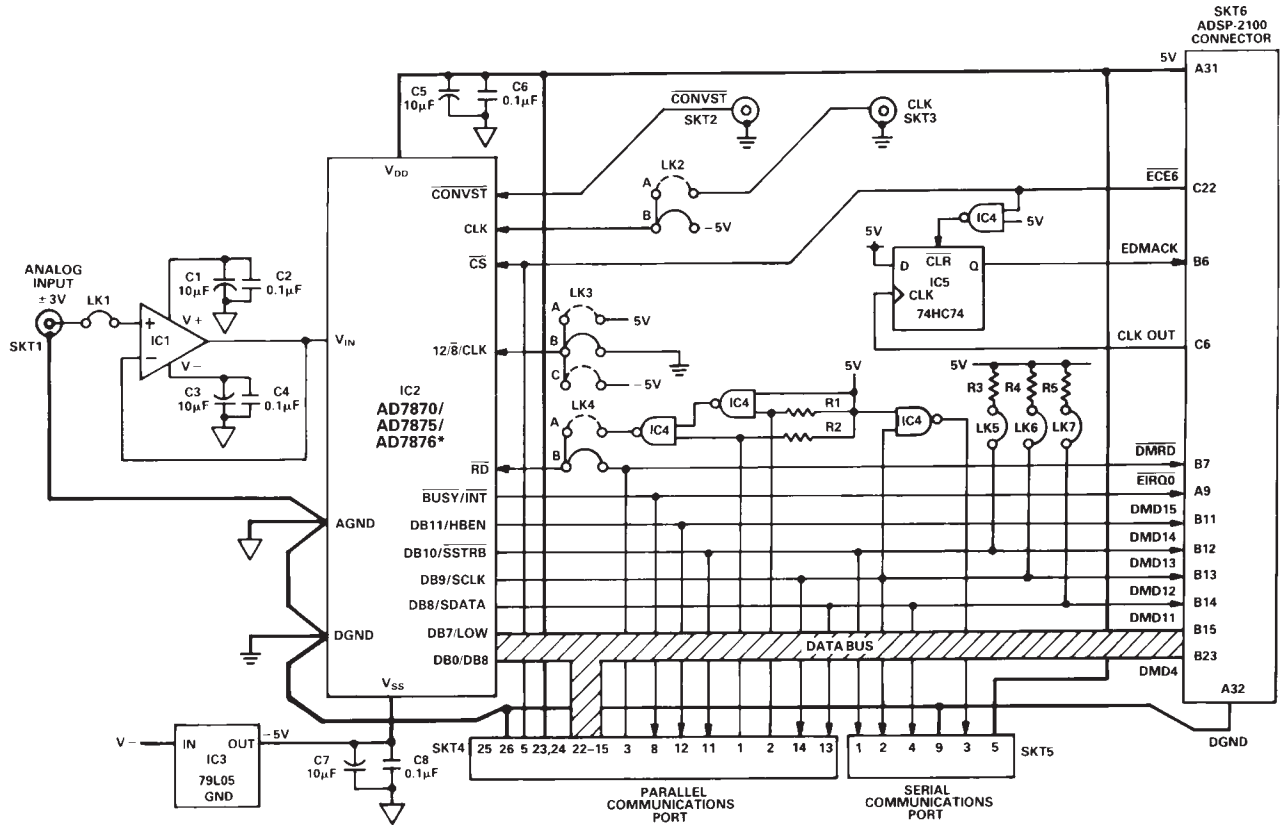 SKT6
ADSP-2100
CONNECTOR
5V
A31
C5
10μF
C6
0.1μF
CONVST
SKT2
CLK
SKT3
VDD
LK2
A
B
-5V
CONVST
CLK
CS
ECE6
C22
IC4
5V
5V
D
CLR
Q
IC5
CLK
74HC74
EDMACK
B6
CLK OUT
C6
ANALOG
INPUT
±3V
LK1
SKT1
C1
10μF
C2
0.1μF
V+
+
IC1
−
V−
C3
10μF
C4
0.1μF
VIN
LK3
A
5V
B
12/8/CLK
C
-5V
IC2
AD7870/
AD7875/
AD7876*
5V
5V
R3
R4
R5
LK5
LK6
LK7
LK4
A
B
IC4
IC4
R1
R2
IC4
RD
DMRD
B7
BUSY/INT
EIRQ0
A9
AGND
DB11/HBEN
DMD15
B11
DB10/SSTRB
DMD14
B12
DB9/SCLK
DMD13
B13
DB8/SDATA
DMD12
B14
DGND
DB7/LOW
DMD11
B15
DATA BUS
DB0/DB8
B23
DMD4
VSS
A32
DGND
V−
IN
OUT
-5V
IC3
79L05
GND
C7
10μF
C8
0.1μF
SKT4
25
26
5
23,24
22-15
3
8
12
11
1
2
14
13
PARALLEL
COMMUNICATIONS
PORT
1
2
4
9
3
5
SKT5
SERIAL
COMMUNICATIONS
PORT